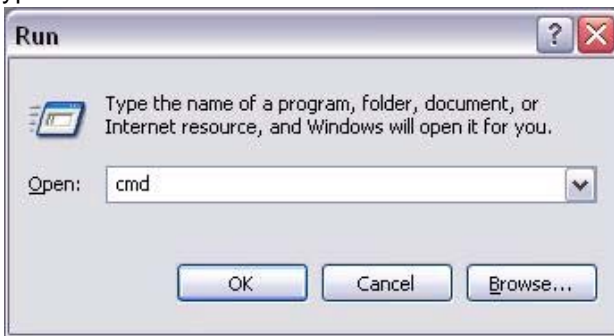 Run
Type the name of a program, folder, document, or
Internet resource, and Windows will open it for you.
Open: cmd
OK Cancel Browse...